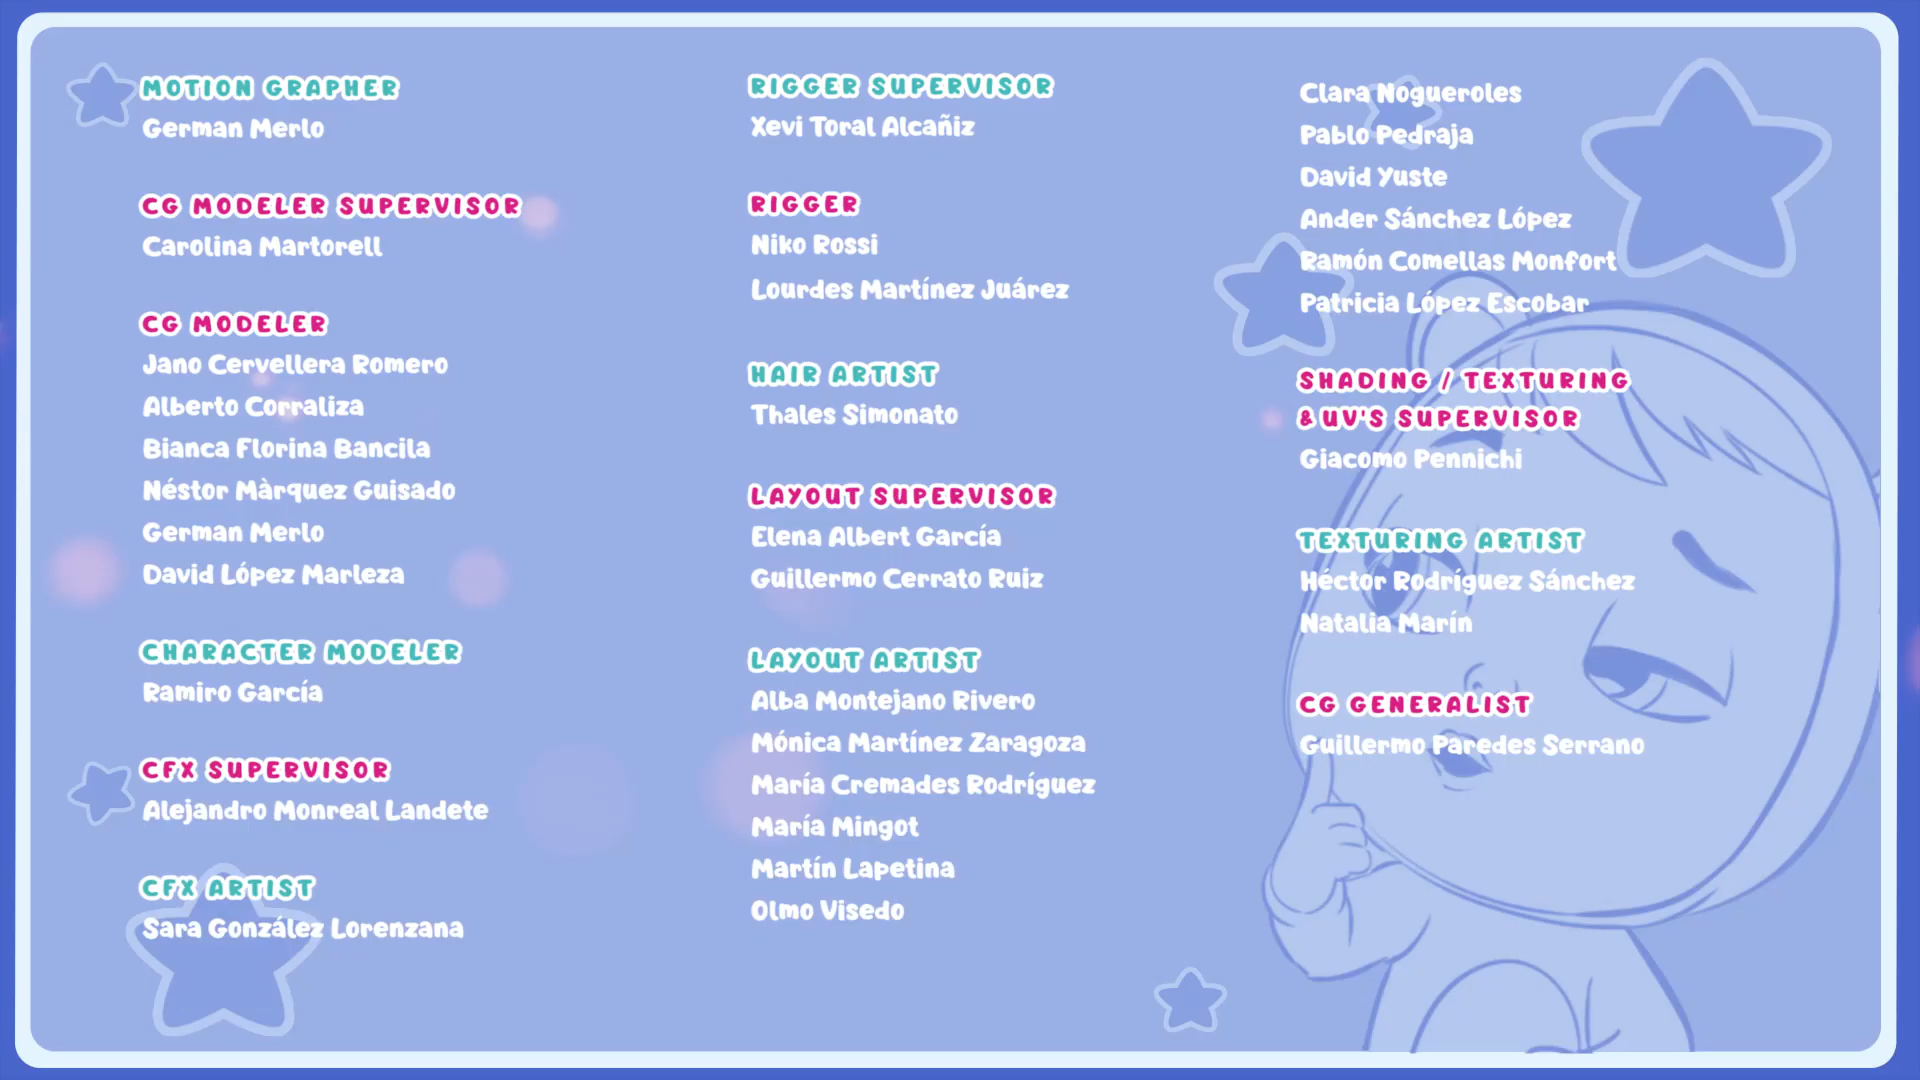 MOTION GRAPHER
German Merlo
CG MODELER SUPERVISOR
Carolina Martorell
CG MODELER
Jano Cervellera Romero
Alberto Corraliza
Bianca Florina Bancila
Néstor Màrquez Guisado
German Merlo
David López Marleza
CHARACTER MODELER
Ramiro García
CFX SUPERVISOR
Alejandro Monreal Landete
CFX ARTIST
Sara González Lorenzana
RIGGER SUPERVISOR
Xevi Toral Alcañiz
RIGGER
Niko Rossi
Lourdes Martínez Juárez
HAIR ARTIST
Thales Simonato
LAYOUT SUPERVISOR
Elena Albert García
Guillermo Cerrato Ruiz
LAYOUT ARTIST
Alba Montejano Rivero
Mónica Martínez Zaragoza
María Cremades Rodríguez
María Mingot
Martín Lapetina
Olmo Visedo
Clara Nogueroles
Pablo Pedraja
David Yuste
Ander Sánchez López
Ramón Comellas Monfort
Patricia López Escobar
SHADING / TEXTURING
& UV'S SUPERVISOR
Giacomo Pennichi
TEXTURING ARTIST
Héctor Rodríguez Sánchez
Natalia Marín
CG GENERALIST
Guillermo Paredes Serrano